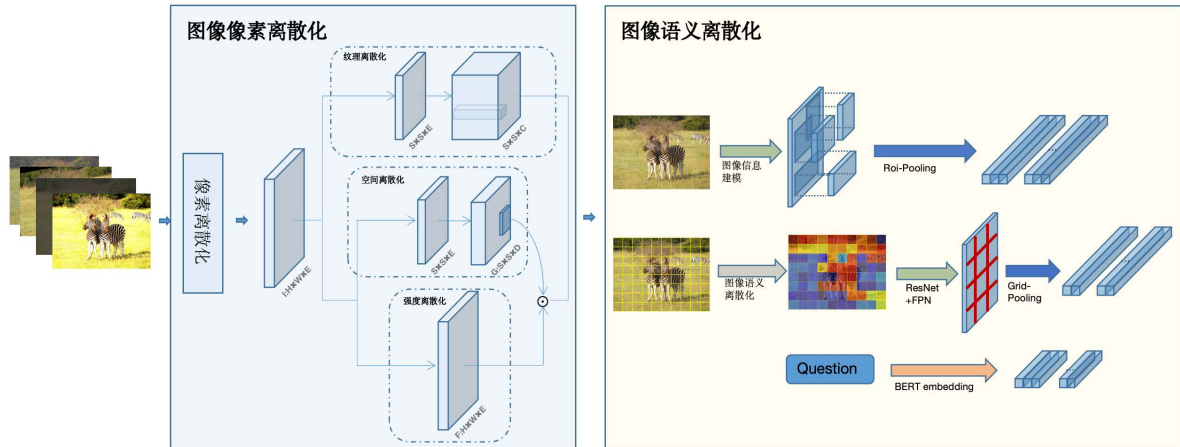 图像像素离散化
像素离散化
I:H×W×E
纹理离散化
S×S×E
S×S×C
空间离散化
S×S×E
G:S×S×D
强度离散化
F:H×W×E
图像语义离散化
图像信息
建模
Roi-Pooling
图像语义
离散化
ResNet
+FPN
Grid-
Pooling
Question
BERT embedding